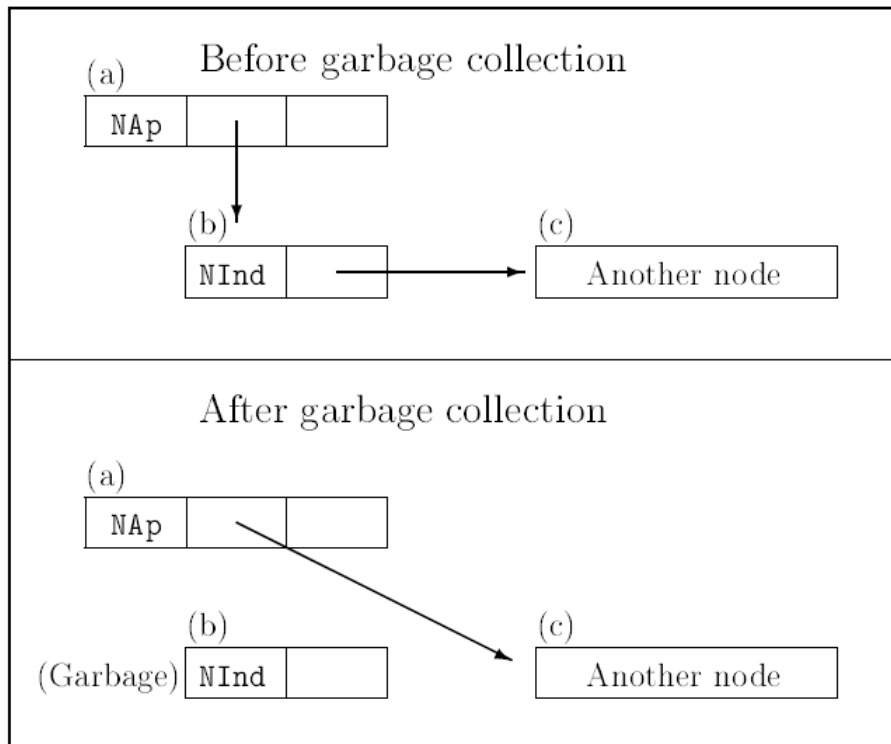 Before garbage collection
(a)
NAp
(b)
(c)
NInd
Another node
After garbage collection
(a)
NAp
(b)
(c)
(Garbage)
NInd
Another node